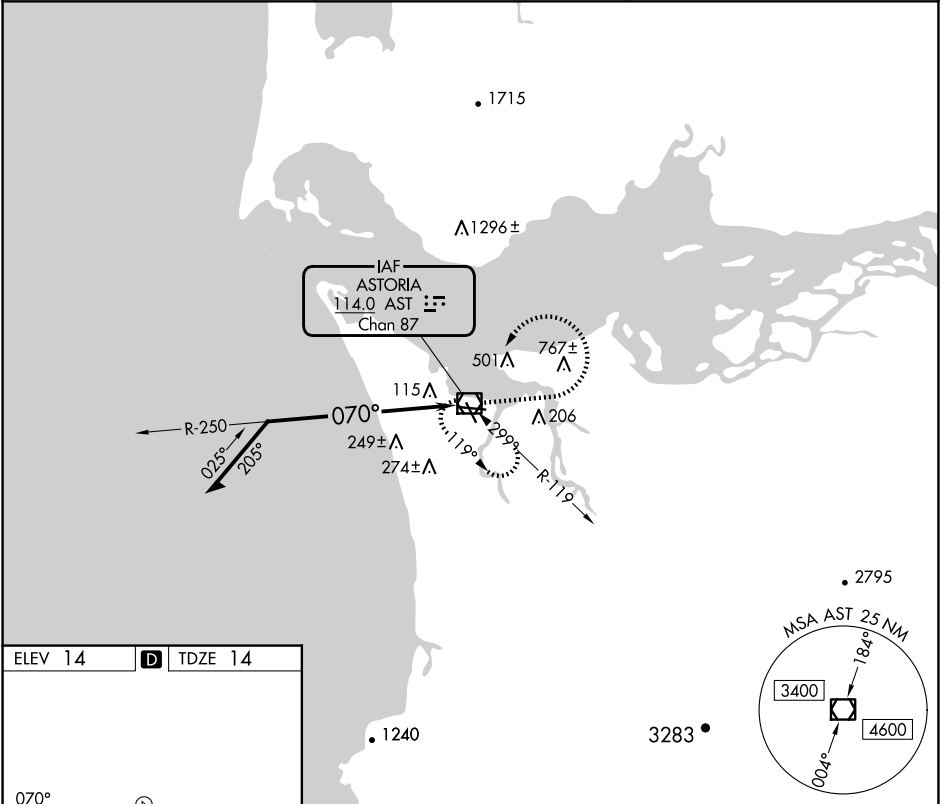 1715
1296±
IAF
ASTORIA
114.0 AST
Chan 87
501
767±
115
206
070°
R-250
249±
299°
025°
205°
119°
274±
R-119
2795
MSA AST 25 NM
184°
3400
4600
004°
ELEV 14 D TDZE 14
1240
3283
070°